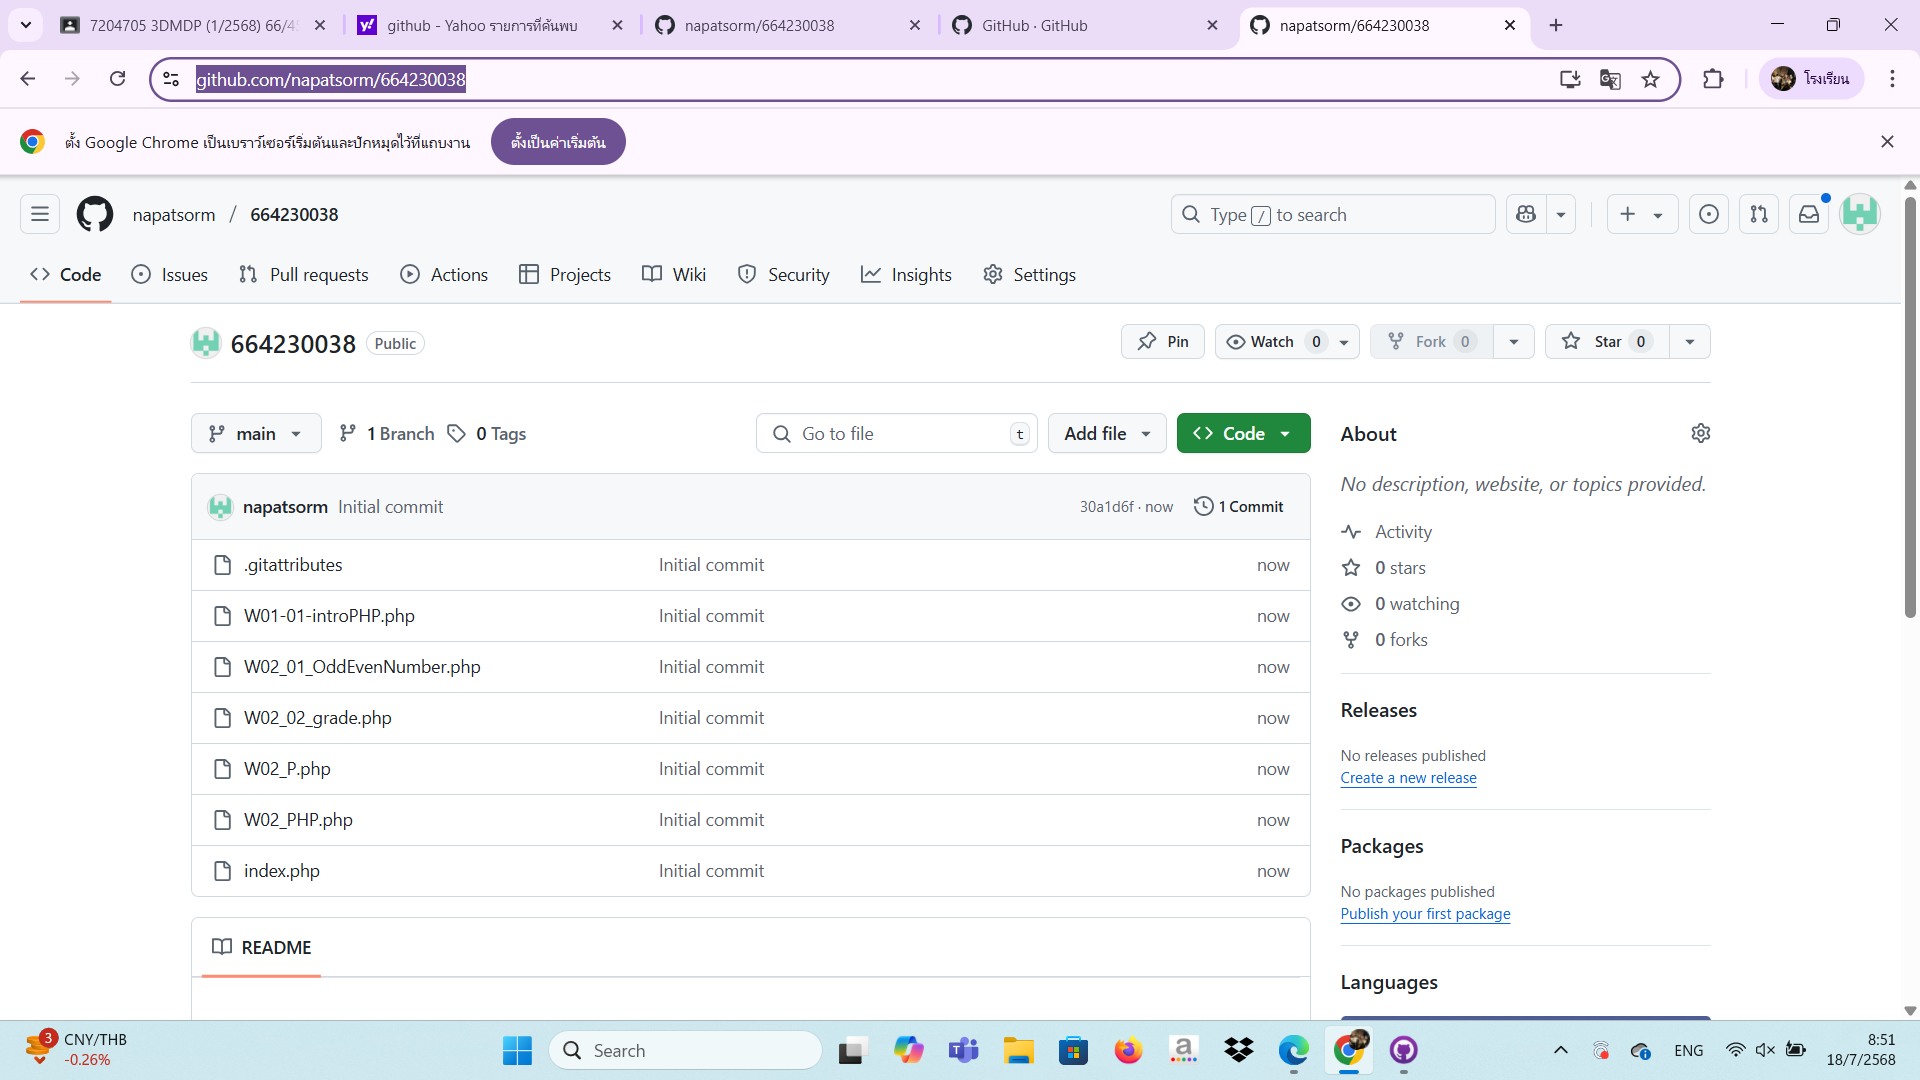 7204705 3DMDP (1/2568) 66/4
github - Yahoo รายการที่ค้นพบ
napatsorm/664230038
GitHub · GitHub
napatsorm/664230038
github.com/napatsorm/664230038
โรงเรียน
ตั้ง Google Chrome เป็นเบราว์เซอร์เริ่มต้นและปักหมุดไว้ที่แถบงาน
ตั้งเป็นค่าเริ่มต้น
napatsorm / 664230038
Type / to search
Code
Issues
Pull requests
Actions
Projects
Wiki
Security
Insights
Settings
664230038 Public
Pin
Watch 0
Fork 0
Star 0
main
1 Branch
0 Tags
Go to file t
Add file
Code
napatsorm Initial commit 30a1d6f · now 1 Commit
.gitattributes Initial commit now
W01-01-introPHP.php Initial commit now
W02_01_OddEvenNumber.php Initial commit now
W02_02_grade.php Initial commit now
W02_P.php Initial commit now
W02_PHP.php Initial commit now
index.php Initial commit now
README
About
No description, website, or topics provided.
Activity
0 stars
0 watching
0 forks
Releases
No releases published
Create a new release
Packages
No packages published
Publish your first package
Languages
3
CNY/THB
-0.26%
Search
ENG
8:51
18/7/2568